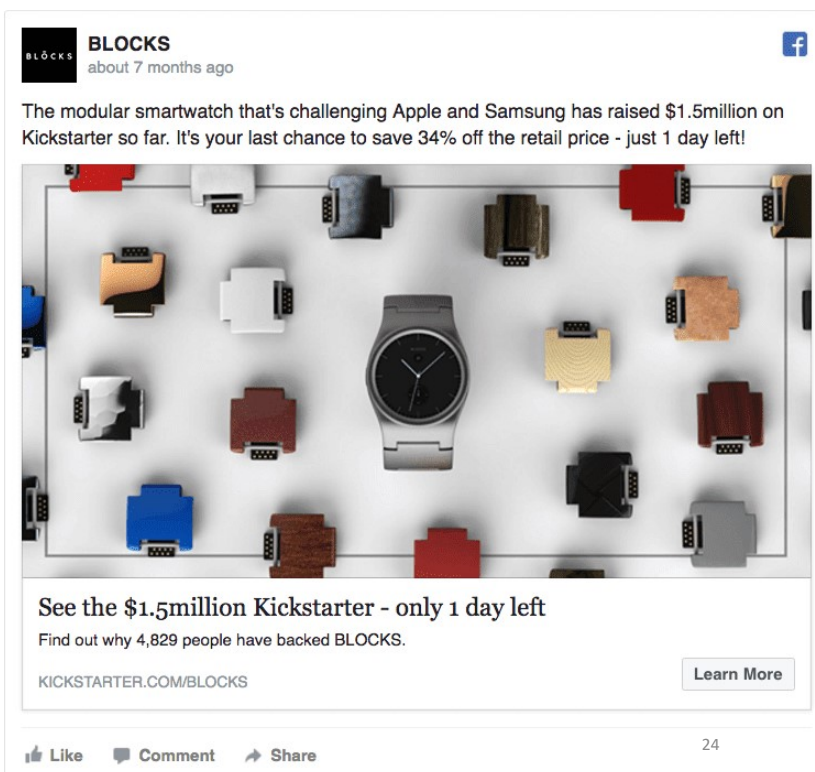 BLOCKS
BLOCKS
about 7 months ago
The modular smartwatch that's challenging Apple and Samsung has raised $1.5million on
Kickstarter so far. It's your last chance to save 34% off the retail price - just 1 day left!
See the $1.5million Kickstarter - only 1 day left
Find out why 4,829 people have backed BLOCKS.
KICKSTARTER.COM/BLOCKS
Learn More
Like
Comment
Share
24